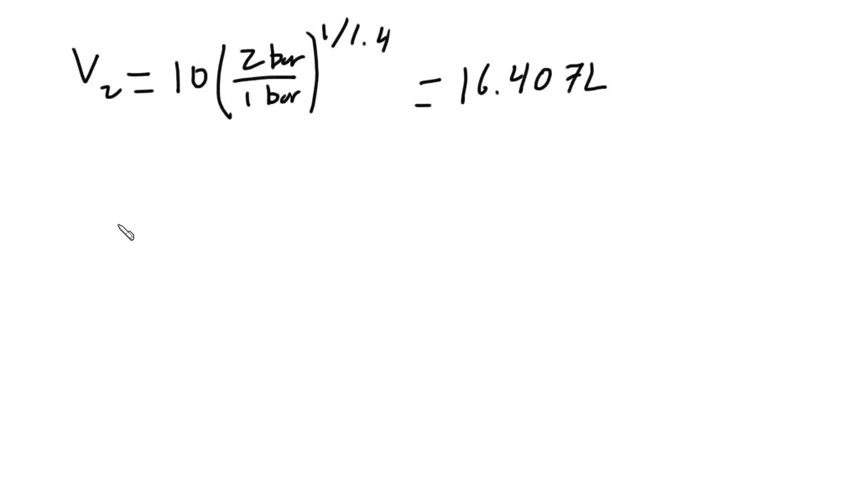 V₂ = 10 (2 bar / 1 bar)^1/1.4 = 16.407L